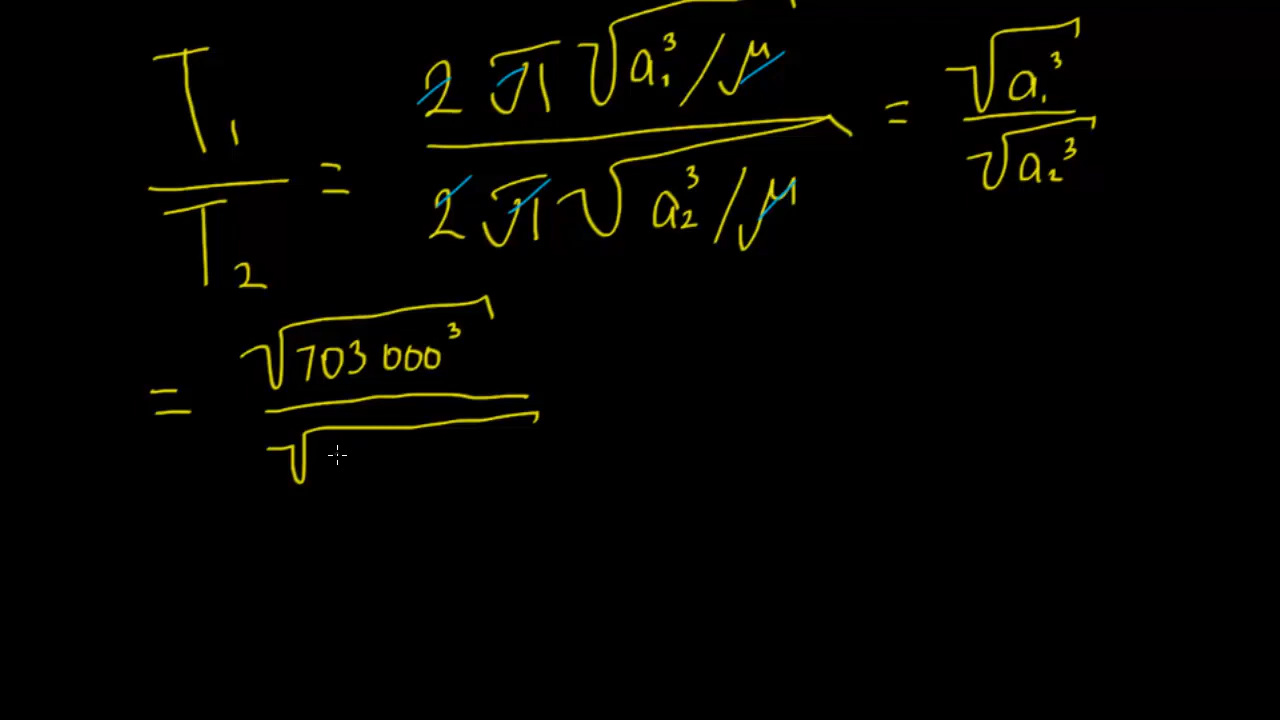 T₁/T₂ = 2π√(a₁³/μ) / 2π√(a₂³/μ) = √a₁³ / √a₂³
= √703 000³ / √